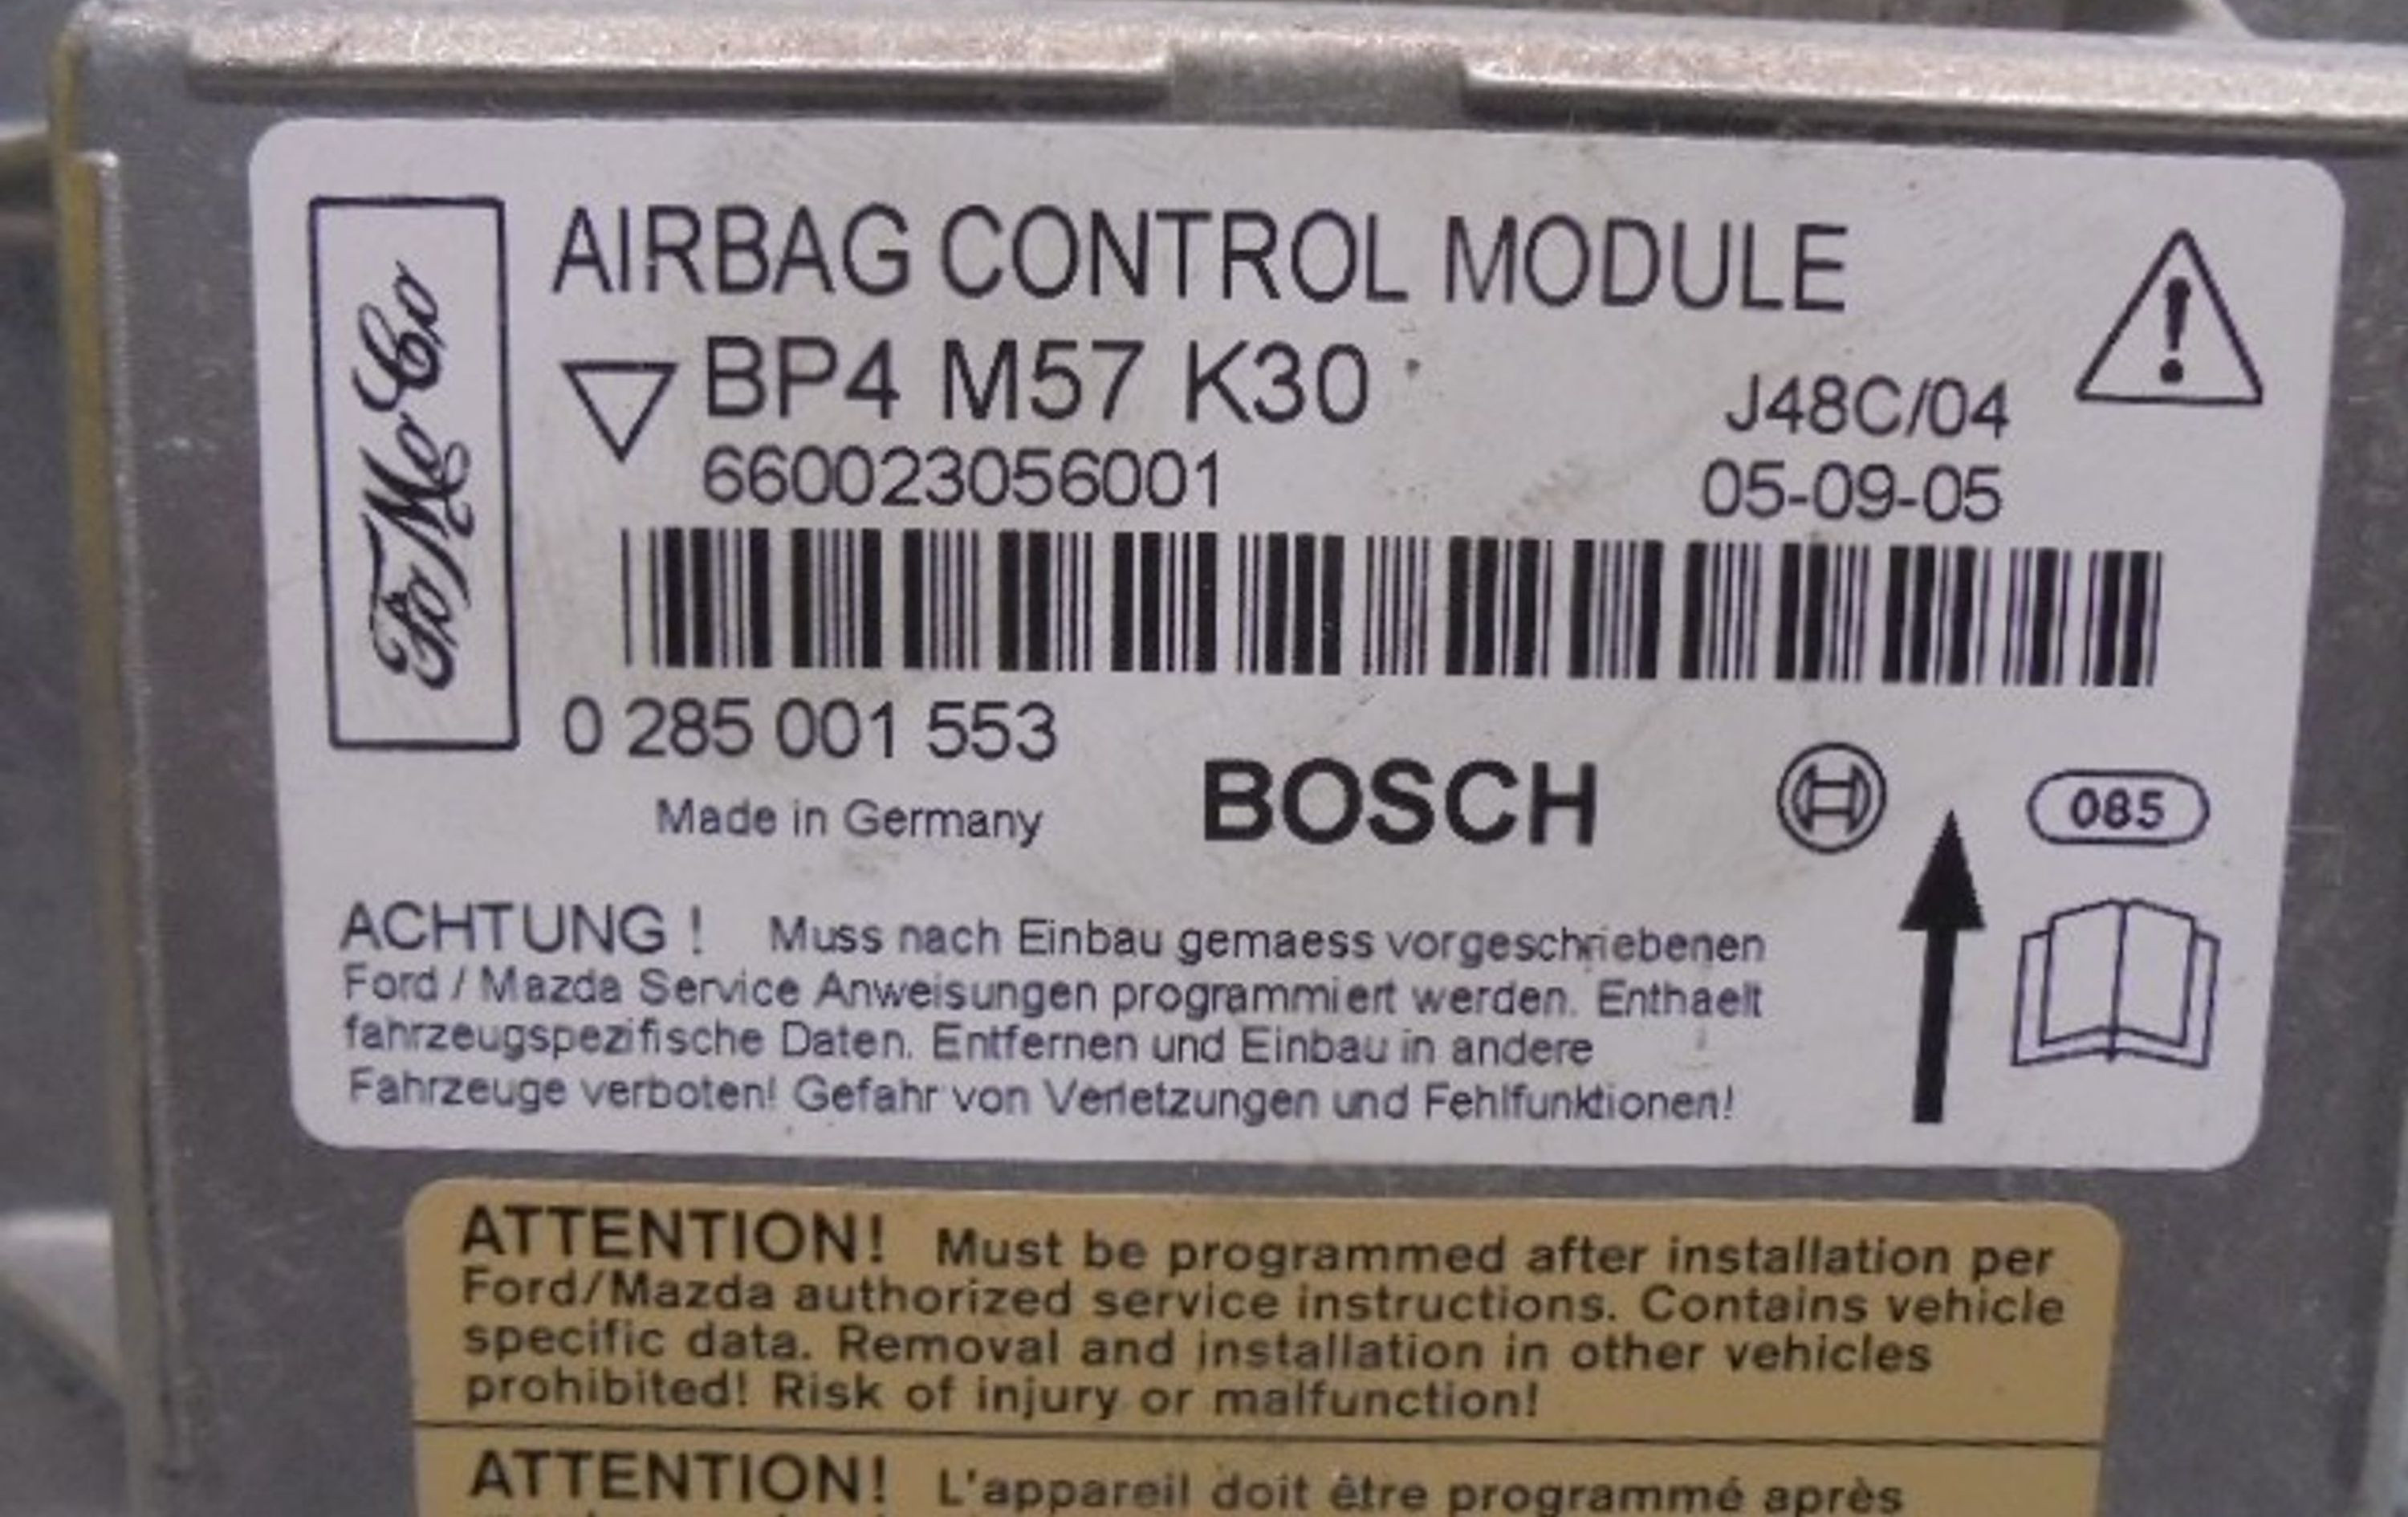 FoMoCo
AIRBAG CONTROL MODULE
BP4 M57 K30
J48C/04
660023056001
05-09-05
0 285 001 553
Made in Germany
BOSCH
085
ACHTUNG ! Muss nach Einbau gemaess vorgeschriebenen
Ford / Mazda Service Anweisungen programmiert werden. Enthaelt
fahrzeugspezifische Daten. Entfernen und Einbau in andere
Fahrzeuge verboten! Gefahr von Verletzungen und Fehlfunktionen!
ATTENTION! Must be programmed after installation per
Ford/Mazda authorized service instructions. Contains vehicle
specific data. Removal and installation in other vehicles
prohibited! Risk of injury or malfunction!
ATTENTION! L'appareil doit être programmé après